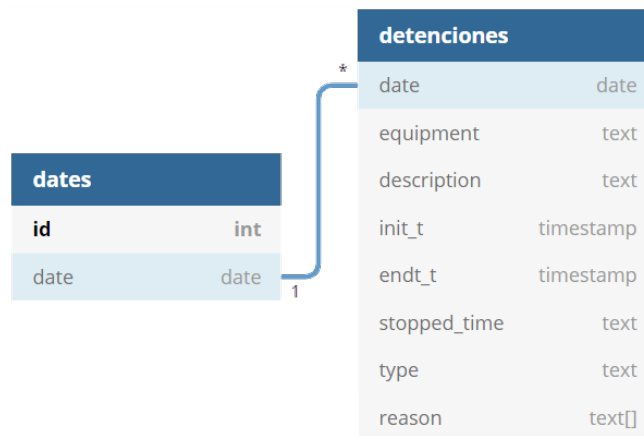 detenciones
*
date date
equipment text
description text
init_t timestamp
endt_t timestamp
stopped_time text
type text
reason text[]
dates
id int
date date
1